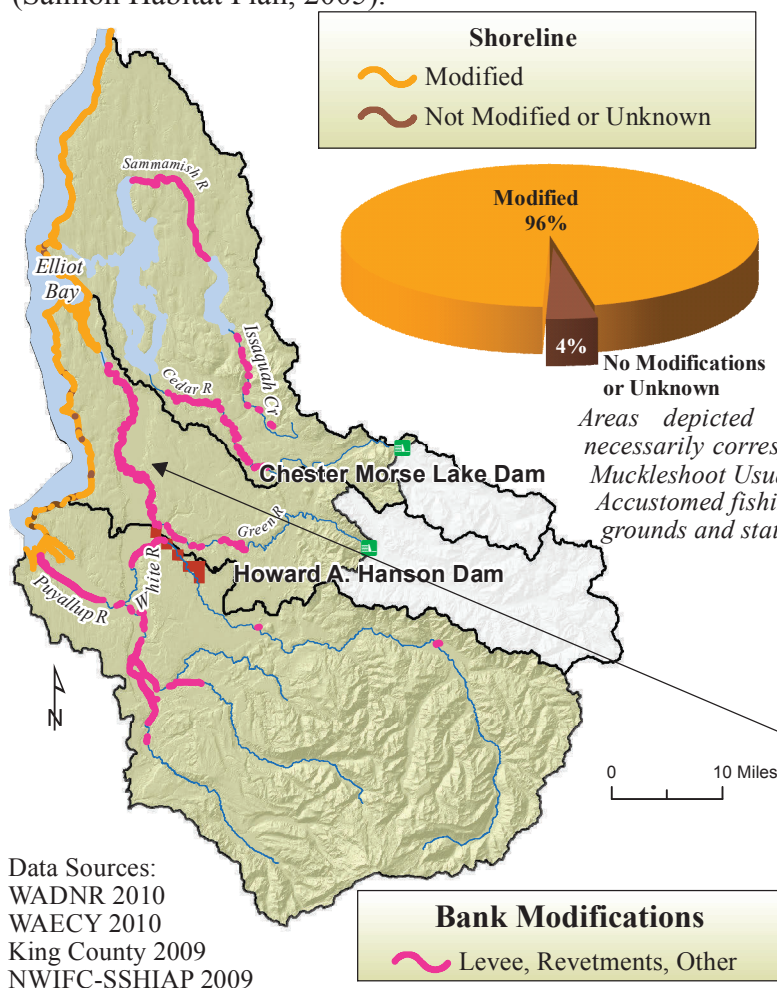 (Salmon Habitat Plan, 2005).
Shoreline
Modified
Not Modified or Unknown
Sammamish R
Modified
96%
Elliot
Bay
4%
No Modifications
or Unknown
Issaquah Cr
Cedar R
Areas depicted
necessarily corres
Muckleshoot Usu
Accustomed fishi
grounds and stat
Chester Morse Lake Dam
Green R
White R
Howard A. Hanson Dam
Puyallup R
N
0 10 Miles
Data Sources:
WADNR 2010
WAECY 2010
King County 2009
NWIFC-SSHIAP 2009
Bank Modifications
Levee, Revetments, Other